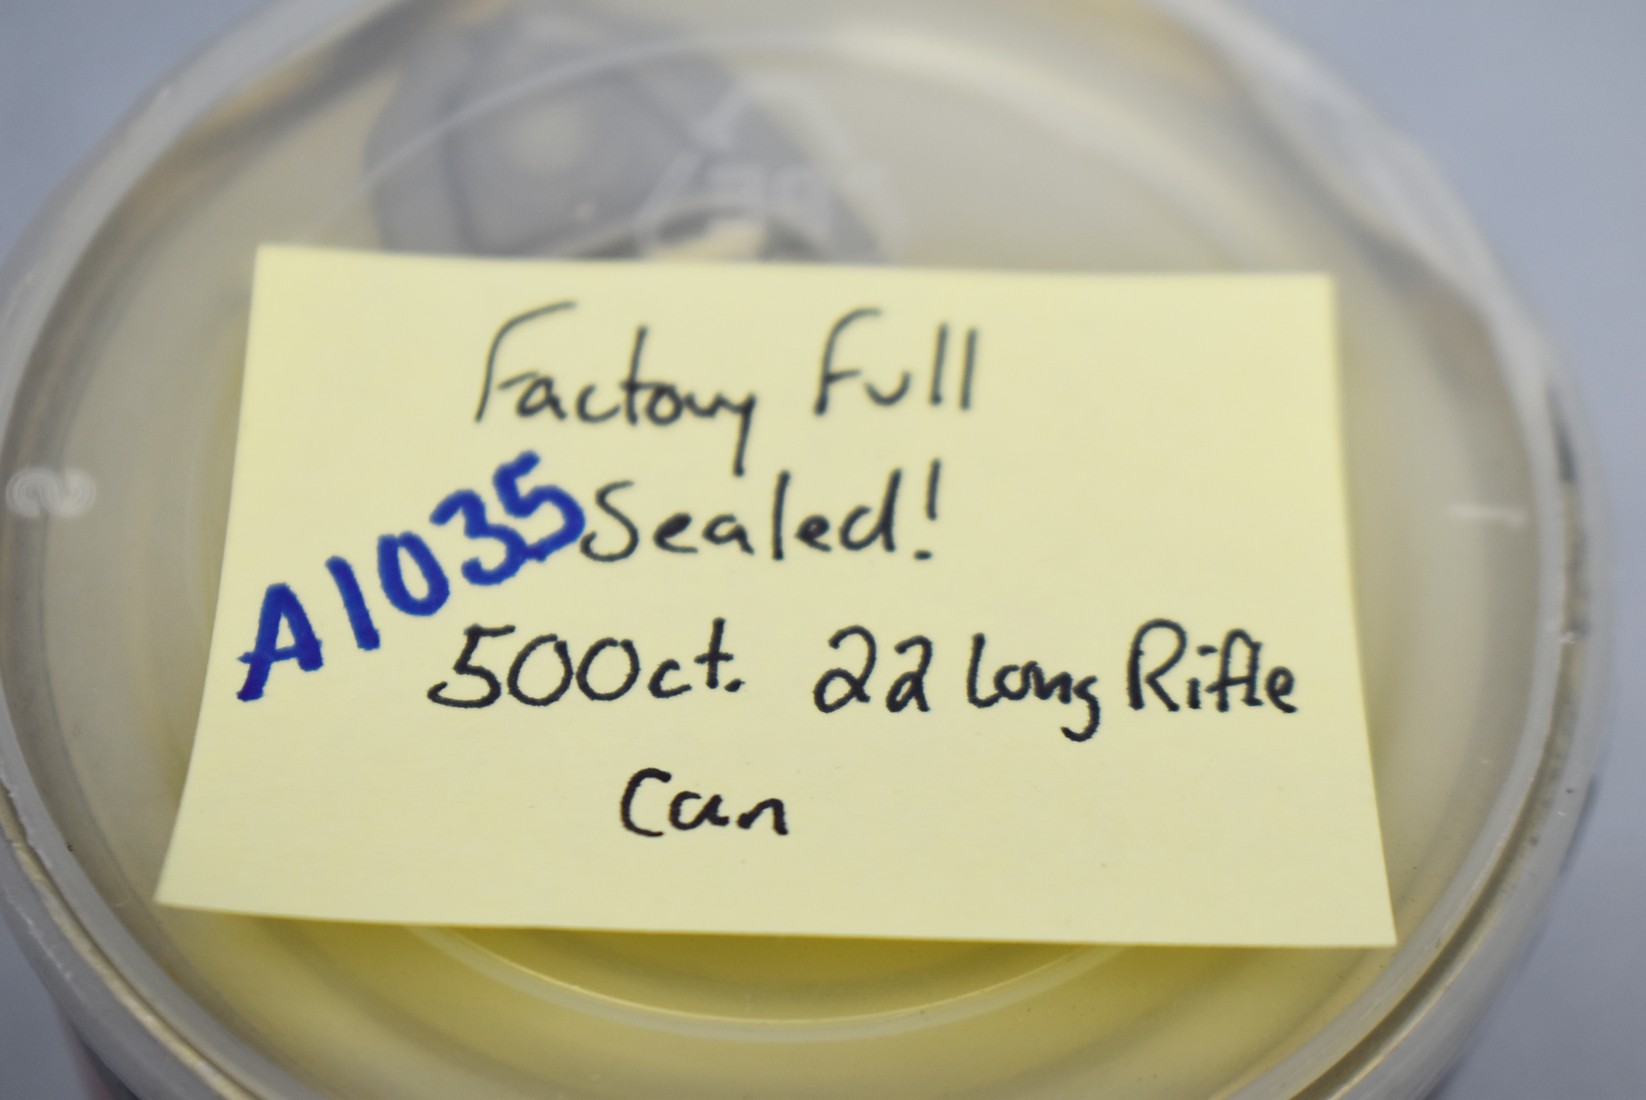 Factory Full
Sealed!
A1035
500ct. 22 Long Rifle
Can